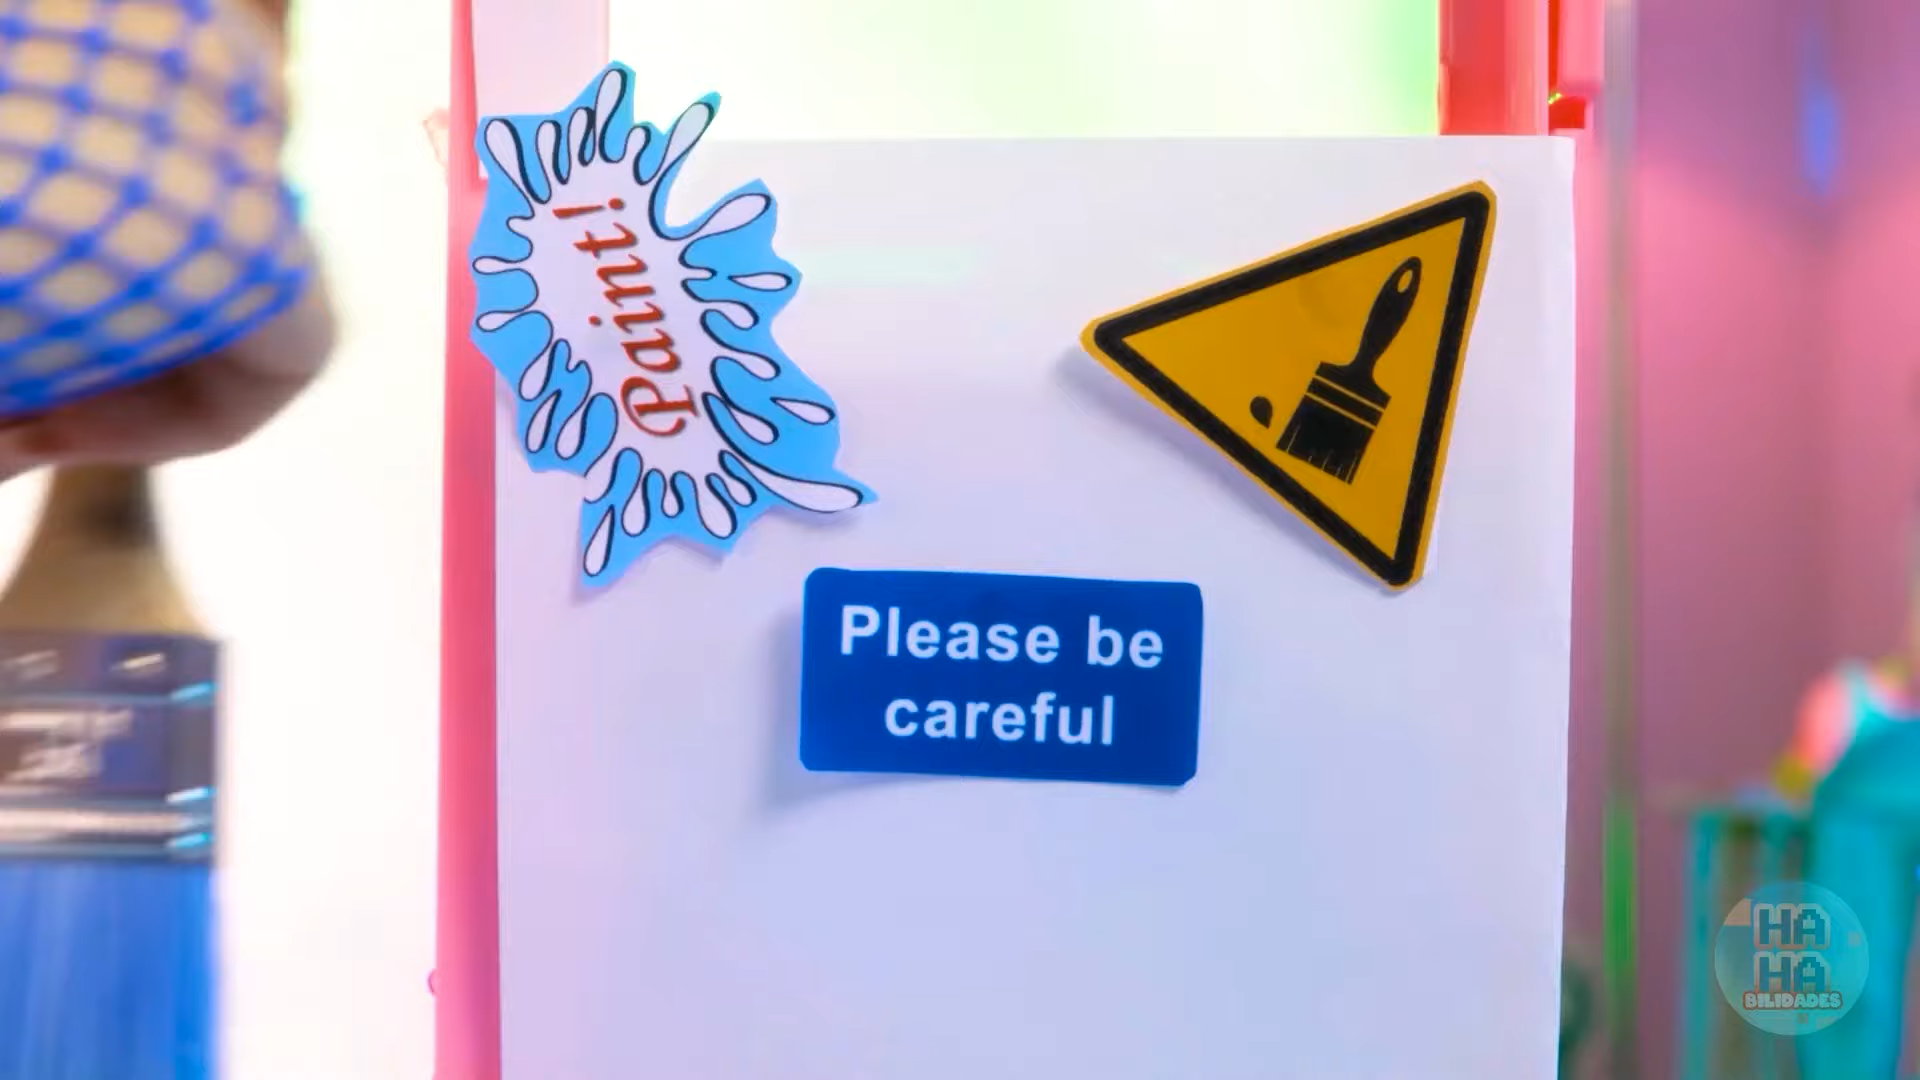 Paint!
Please be
careful
HA
HA
BILIDADES